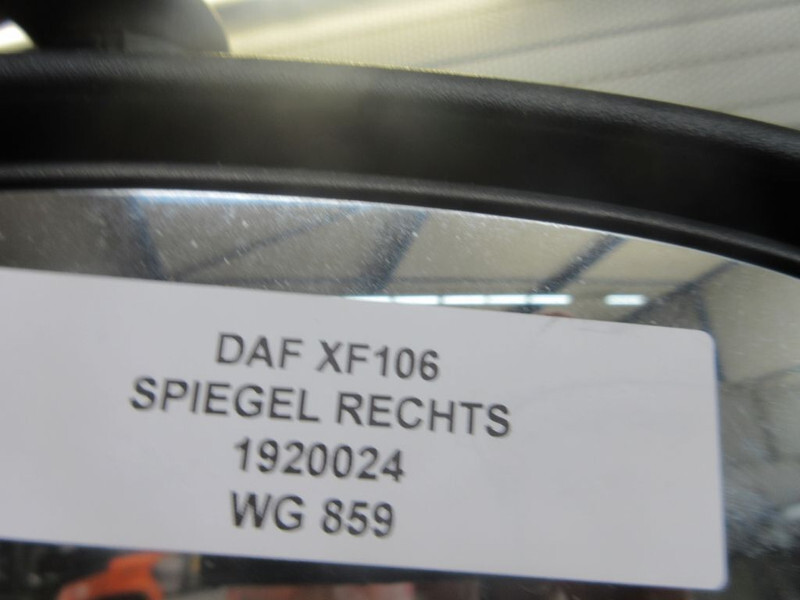 DAF XF106
SPIEGEL RECHTS
1920024
WG 859